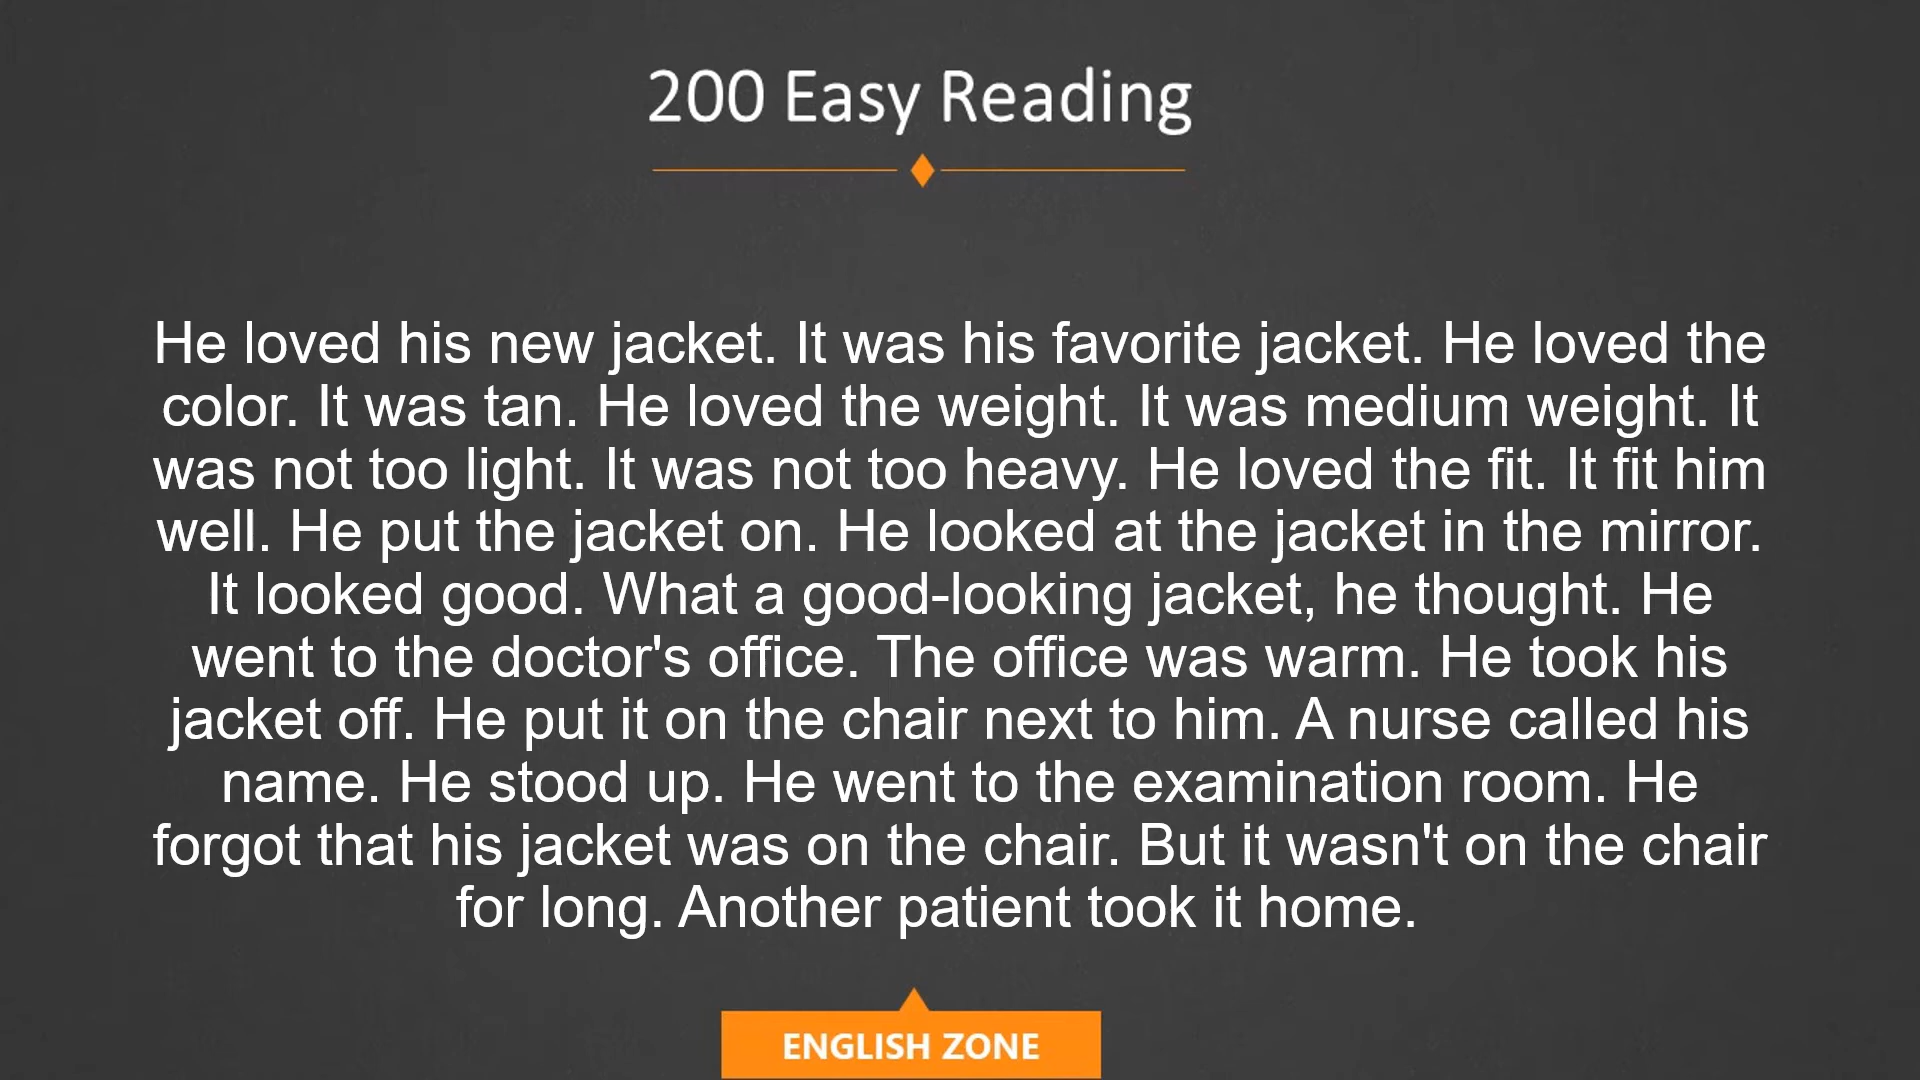 200 Easy Reading
He loved his new jacket. It was his favorite jacket. He loved the
color. It was tan. He loved the weight. It was medium weight. It
was not too light. It was not too heavy. He loved the fit. It fit him
well. He put the jacket on. He looked at the jacket in the mirror.
It looked good. What a good-looking jacket, he thought. He
went to the doctor's office. The office was warm. He took his
jacket off. He put it on the chair next to him. A nurse called his
name. He stood up. He went to the examination room. He
forgot that his jacket was on the chair. But it wasn't on the chair
for long. Another patient took it home.
ENGLISH ZONE